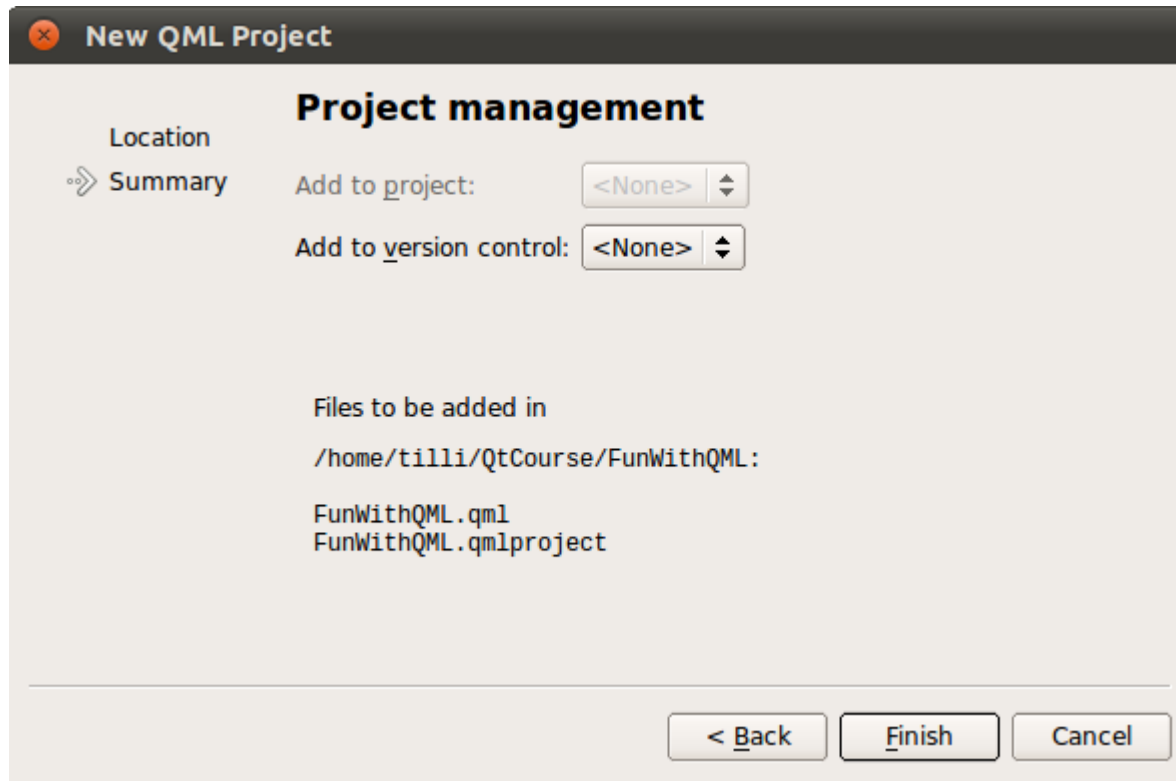 New QML Project
Location
Summary
Project management
Add to project: <None>
Add to version control: <None>
Files to be added in
/home/tilli/QtCourse/FunWithQML:
FunWithQML.qml
FunWithQML.qmlproject
< Back Finish Cancel